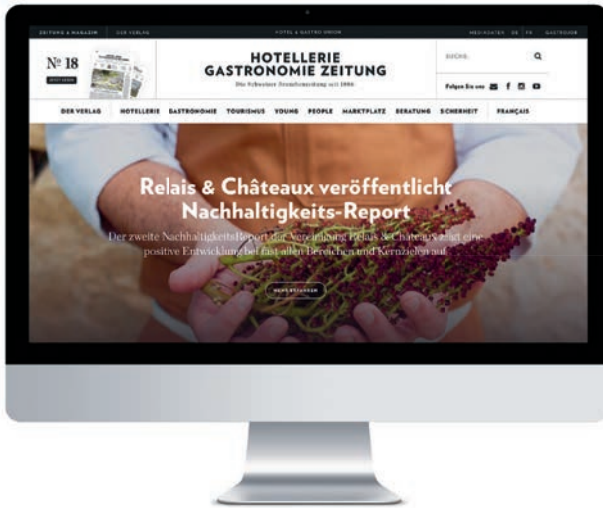 ZEITUNG & MAGAZIN DER VERLAG HOTEL & GASTRO UNION MEDIADATEN DE FR GASTROJOB
Nº 18
JETZT LESEN
HOTELLERIE
GASTRONOMIE ZEITUNG
Die Schweizer Branchenzeitung seit 1886
SUCHE
Folgen Sie uns
DER VERLAG HOTELLERIE GASTRONOMIE TOURISMUS YOUNG PEOPLE MARKTPLATZ BERATUNG SICHERHEIT FRANÇAIS
Relais & Châteaux veröffentlicht
Nachhaltigkeits-Report
Der zweite NachhaltigkeitsReport der Vereinigung Relais & Châteaux zeigt eine
positive Entwicklung bei fast allen Bereichen und Kernzielen auf.
MEHR ERFAHREN